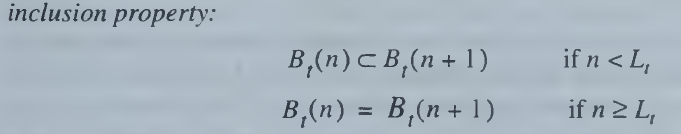 inclusion property:
B_t(n) ⊂ B_t(n + 1) if n < L_t
B_t(n) = B_t(n + 1) if n ≥ L_t